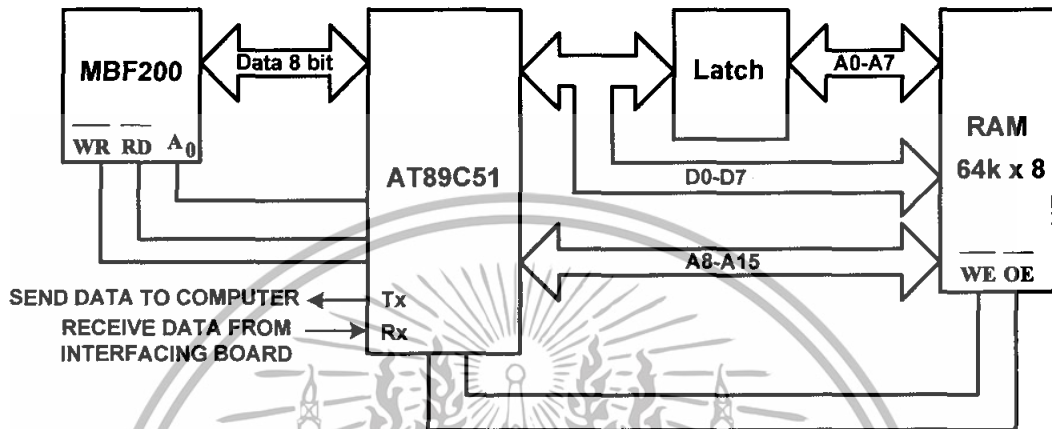 MBF200
Data 8 bit
WR RD A0
AT89C51
Latch
A0-A7
RAM
64k x 8
D0-D7
A8-A15
WE OE
SEND DATA TO COMPUTER
Tx
RECEIVE DATA FROM
INTERFACING BOARD
Rx